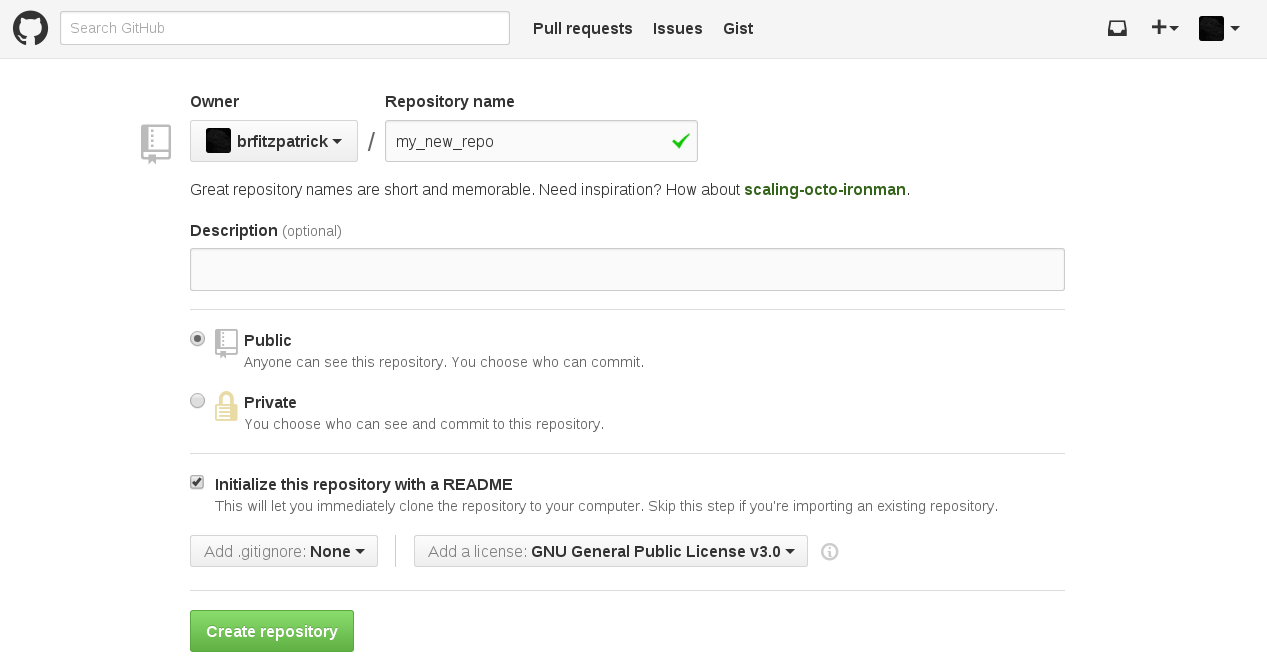 Search GitHub Pull requests Issues Gist
Owner Repository name
brfitzpatrick / my_new_repo
Great repository names are short and memorable. Need inspiration? How about scaling-octo-ironman.
Description (optional)
Public
Anyone can see this repository. You choose who can commit.
Private
You choose who can see and commit to this repository.
Initialize this repository with a README
This will let you immediately clone the repository to your computer. Skip this step if you're importing an existing repository.
Add .gitignore: None Add a license: GNU General Public License v3.0
Create repository